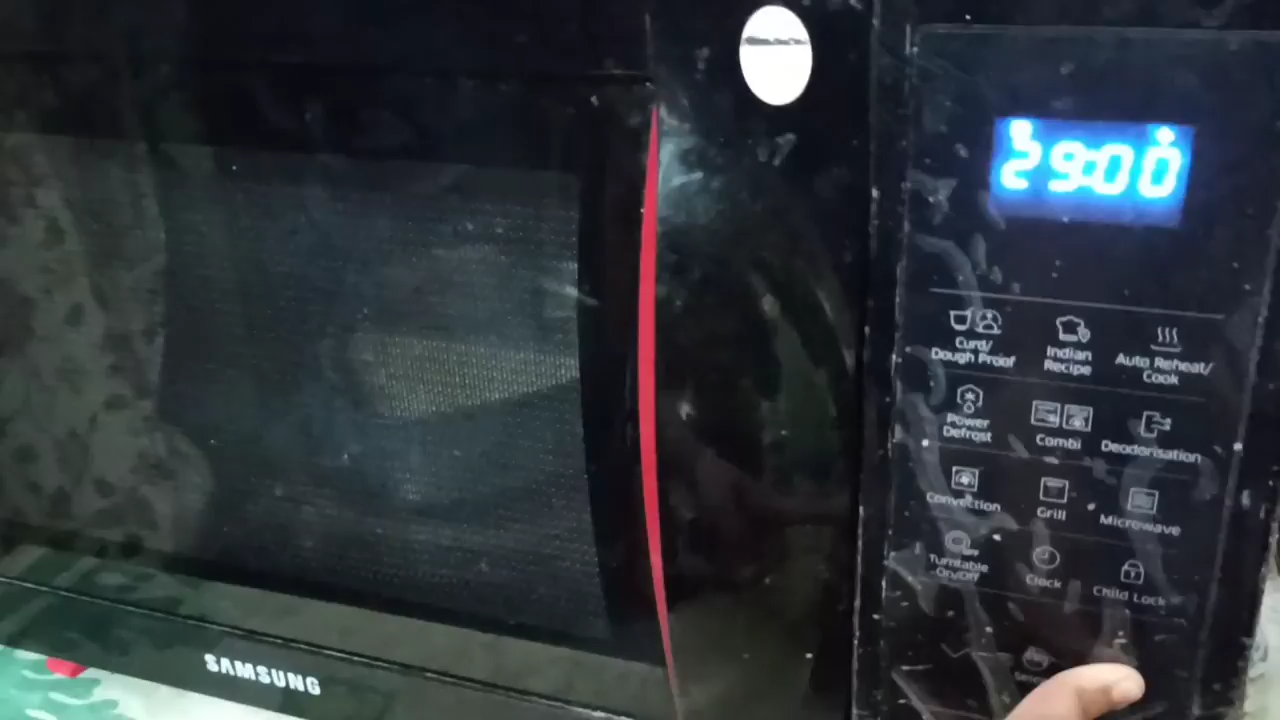 29:00
Curd/
Dough Proof
Indian
Recipe
Auto Reheat/
Cook
Power
Defrost
Combi
Deodorisation
Convection
Grill
Microwave
Turntable
On/Off
Clock
Child Lock
SAMSUNG